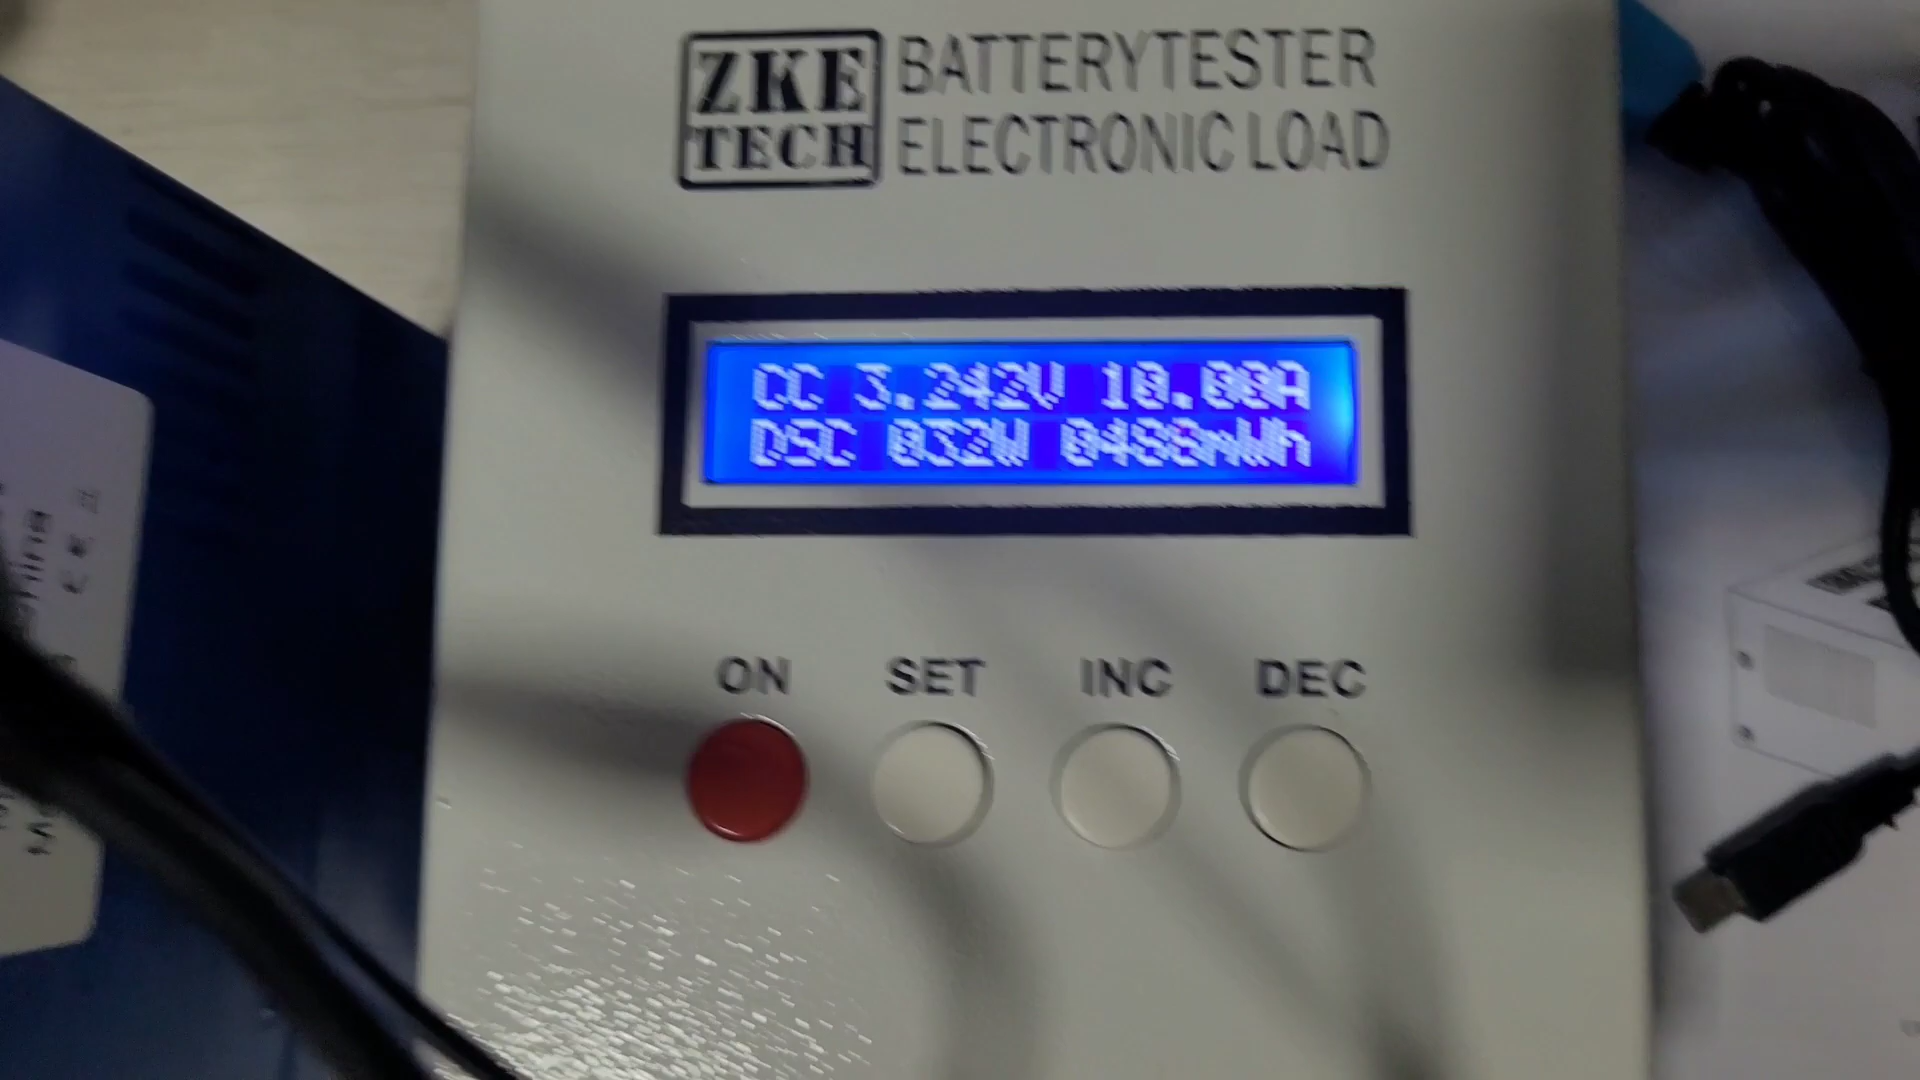 ZKE
TECH
BATTERYTESTER
ELECTRONIC LOAD
CC 3.242V 10.00A
DSC 032W 0488mWh
ON
SET
INC
DEC